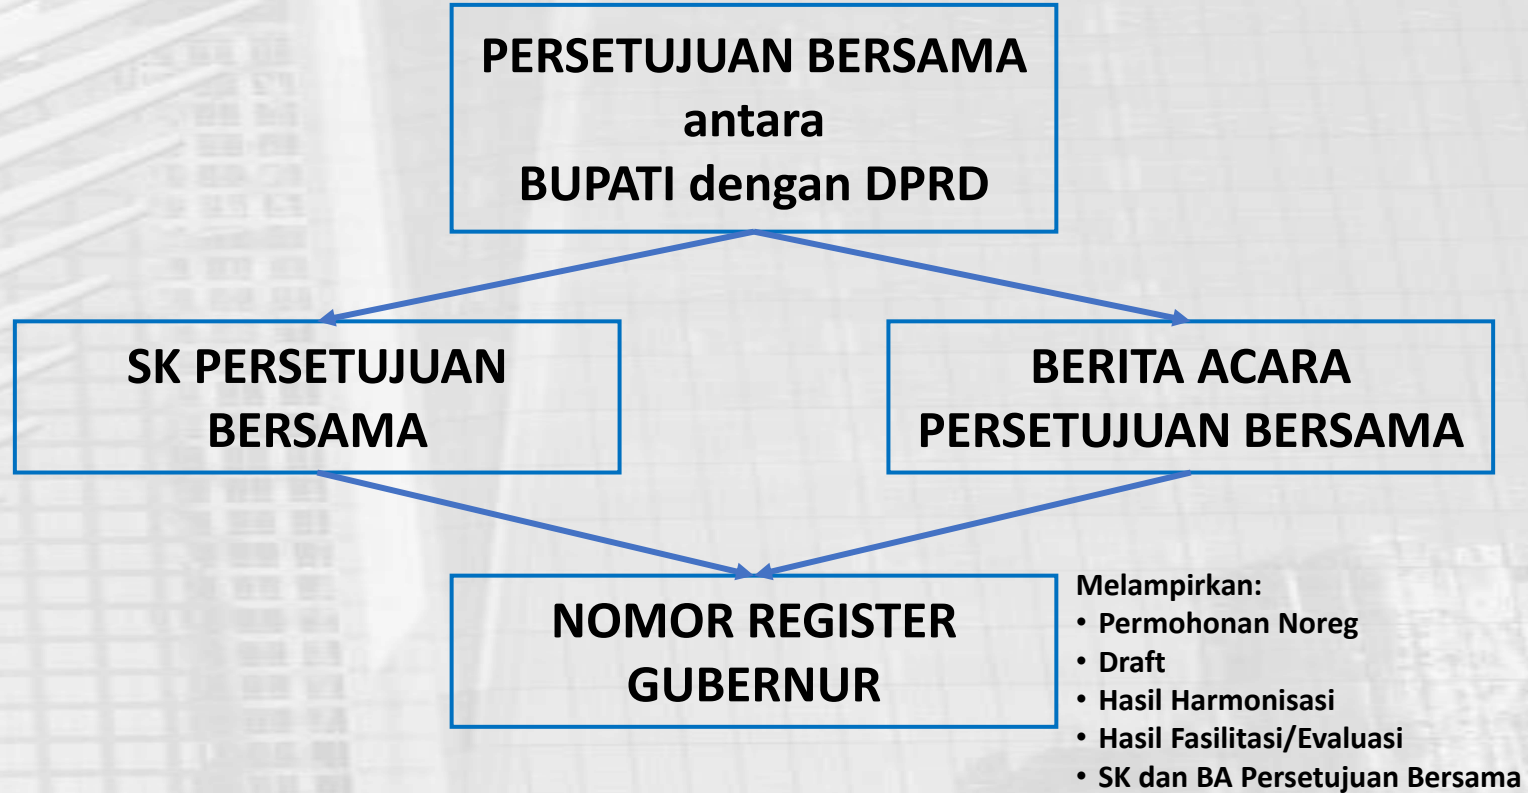 PERSETUJUAN BERSAMA
antara
BUPATI dengan DPRD
SK PERSETUJUAN
BERSAMA
BERITA ACARA
PERSETUJUAN BERSAMA
NOMOR REGISTER
GUBERNUR
Melampirkan:
• Permohonan Noreg
• Draft
• Hasil Harmonisasi
• Hasil Fasilitasi/Evaluasi
• SK dan BA Persetujuan Bersama